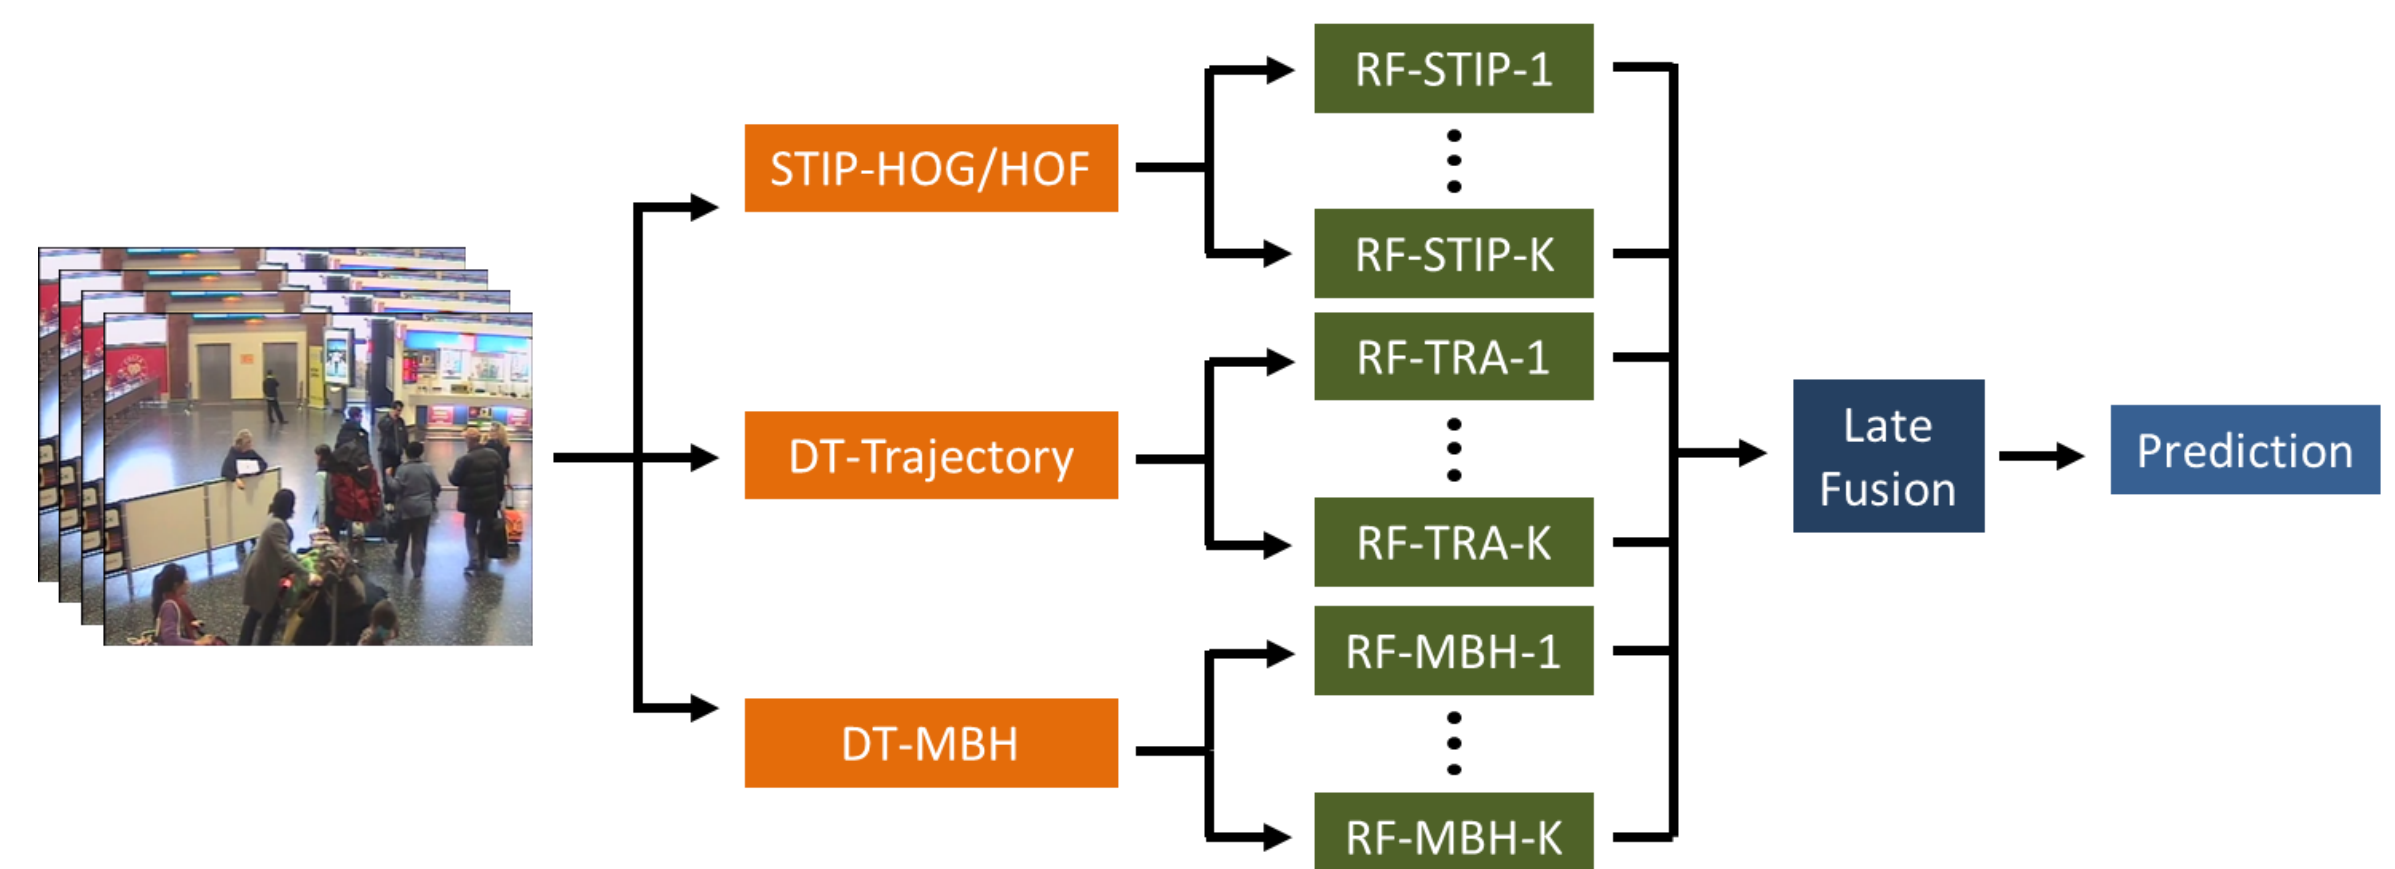 STIP-HOG/HOF
DT-Trajectory
DT-MBH
RF-STIP-1
RF-STIP-K
RF-TRA-1
RF-TRA-K
RF-MBH-1
RF-MBH-K
Late
Fusion
Prediction